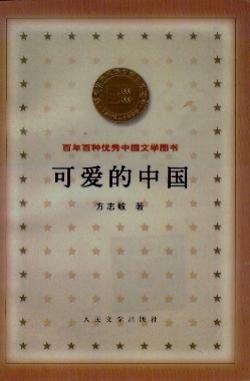 百年百种优秀中国文学图书
可爱的中国
方志敏 著
人民文学出版社